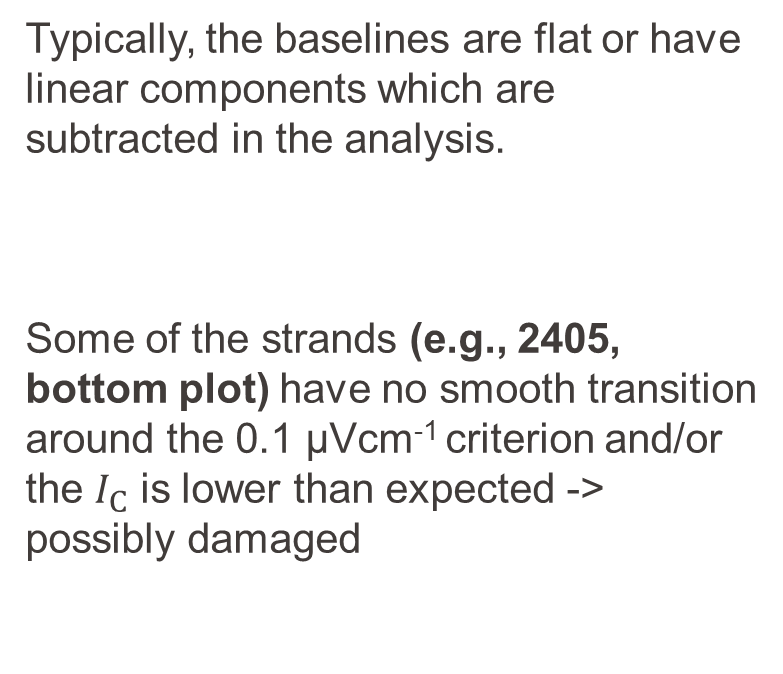 Typically, the baselines are flat or have
linear components which are
subtracted in the analysis.
Some of the strands (e.g., 2405,
bottom plot) have no smooth transition
around the 0.1 µVcm⁻¹ criterion and/or
the I_C is lower than expected ->
possibly damaged